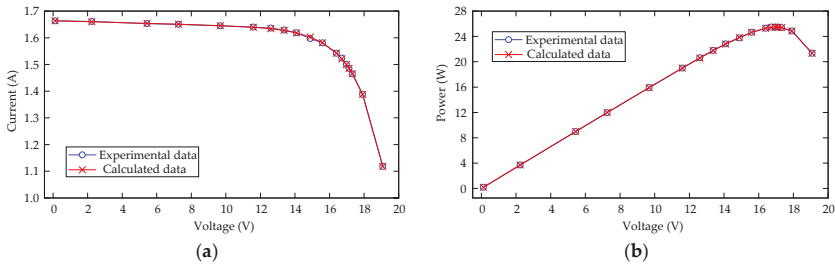 1.7
1.6
1.5
1.4
1.3
1.2
1.1
1.0
Current (A)
Experimental data
Calculated data
0 2 4 6 8 10 12 14 16 18 20
Voltage (V)
(a)
28
24
20
16
12
8
4
0
Power (W)
Experimental data
Calculated data
0 2 4 6 8 10 12 14 16 18 20
Voltage (V)
(b)